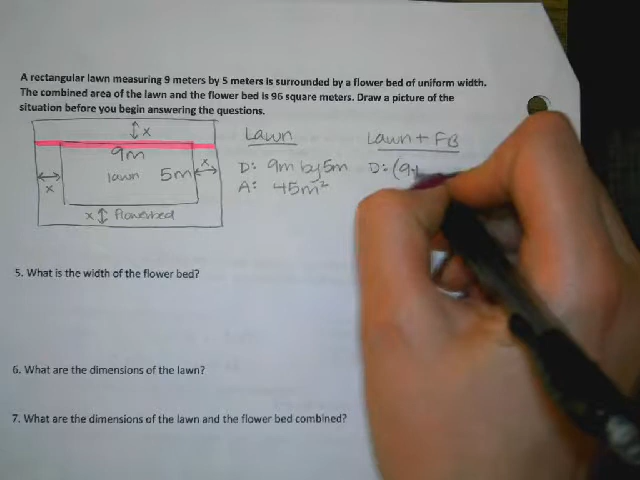 A rectangular lawn measuring 9 meters by 5 meters is surrounded by a flower bed of uniform width.
The combined area of the lawn and the flower bed is 96 square meters. Draw a picture of the
situation before you begin answering the questions.
x
9m
lawn 5m x
x
x flowerbed
Lawn
D: 9m by 5m
A: 45m²
Lawn + FB
D: (9+
5. What is the width of the flower bed?
6. What are the dimensions of the lawn?
7. What are the dimensions of the lawn and the flower bed combined?